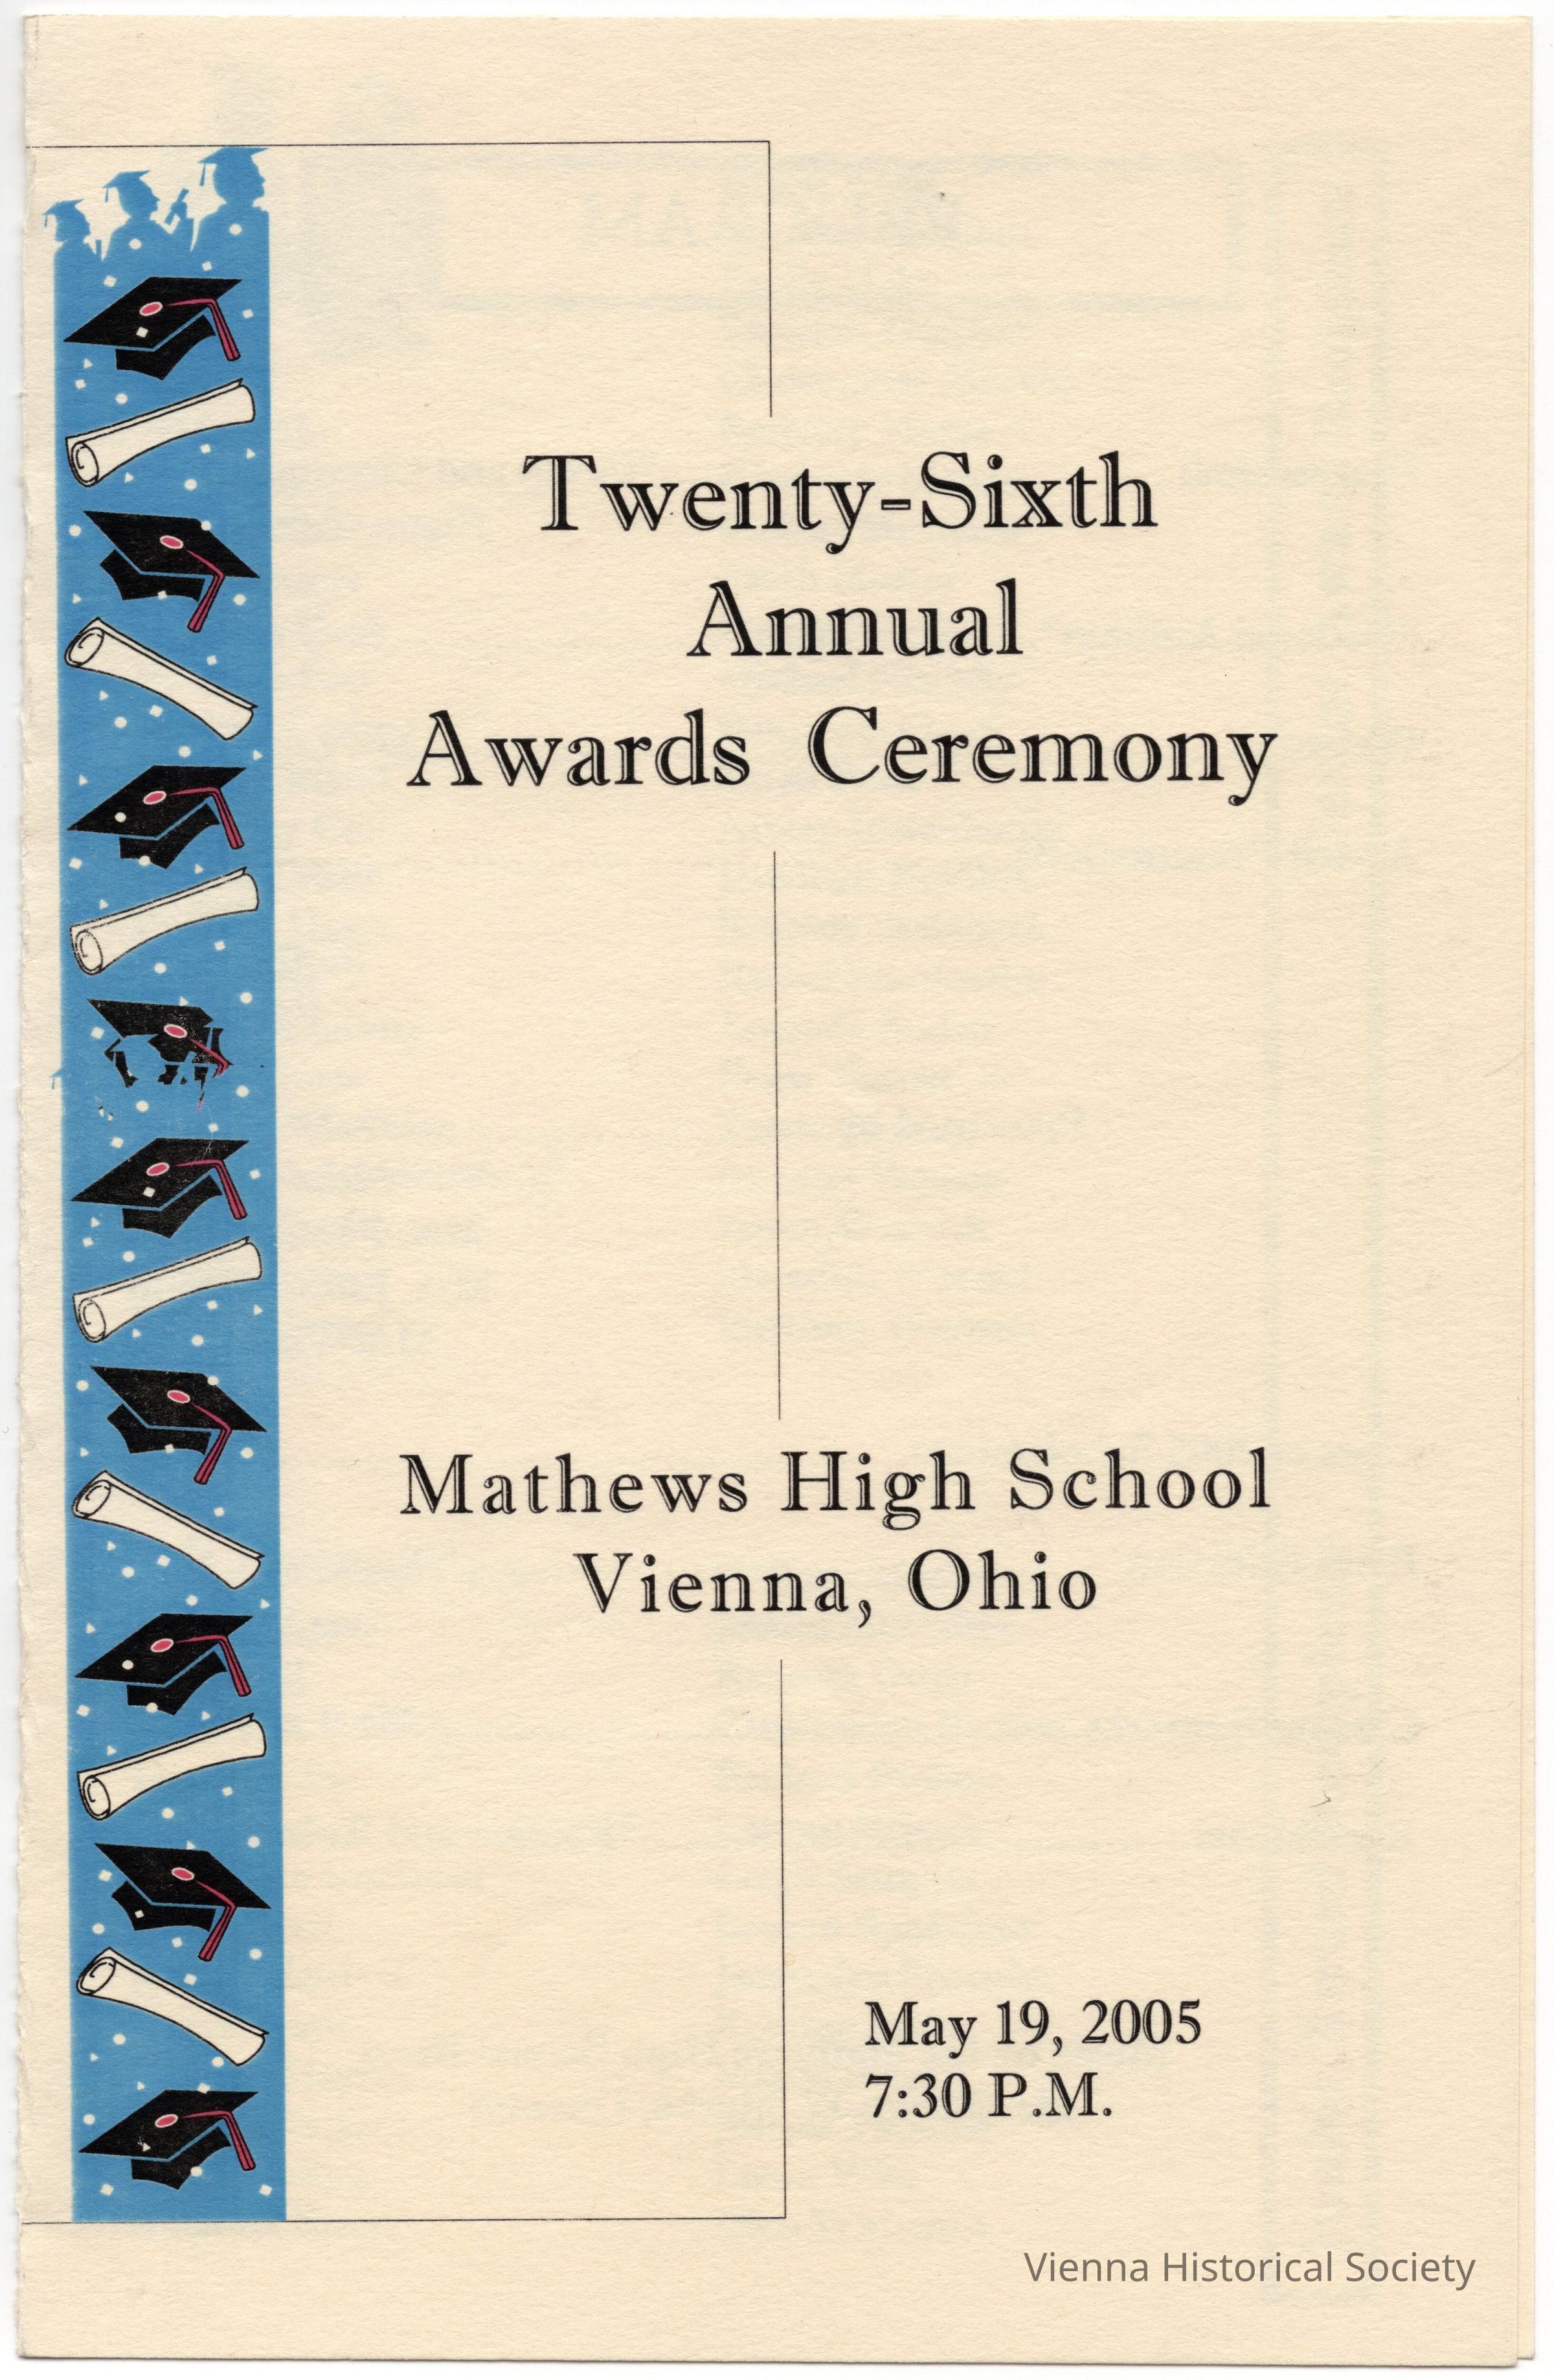 Twenty-Sixth
Annual
Awards Ceremony
Mathews High School
Vienna, Ohio
May 19, 2005
7:30 P.M.
Vienna Historical Society